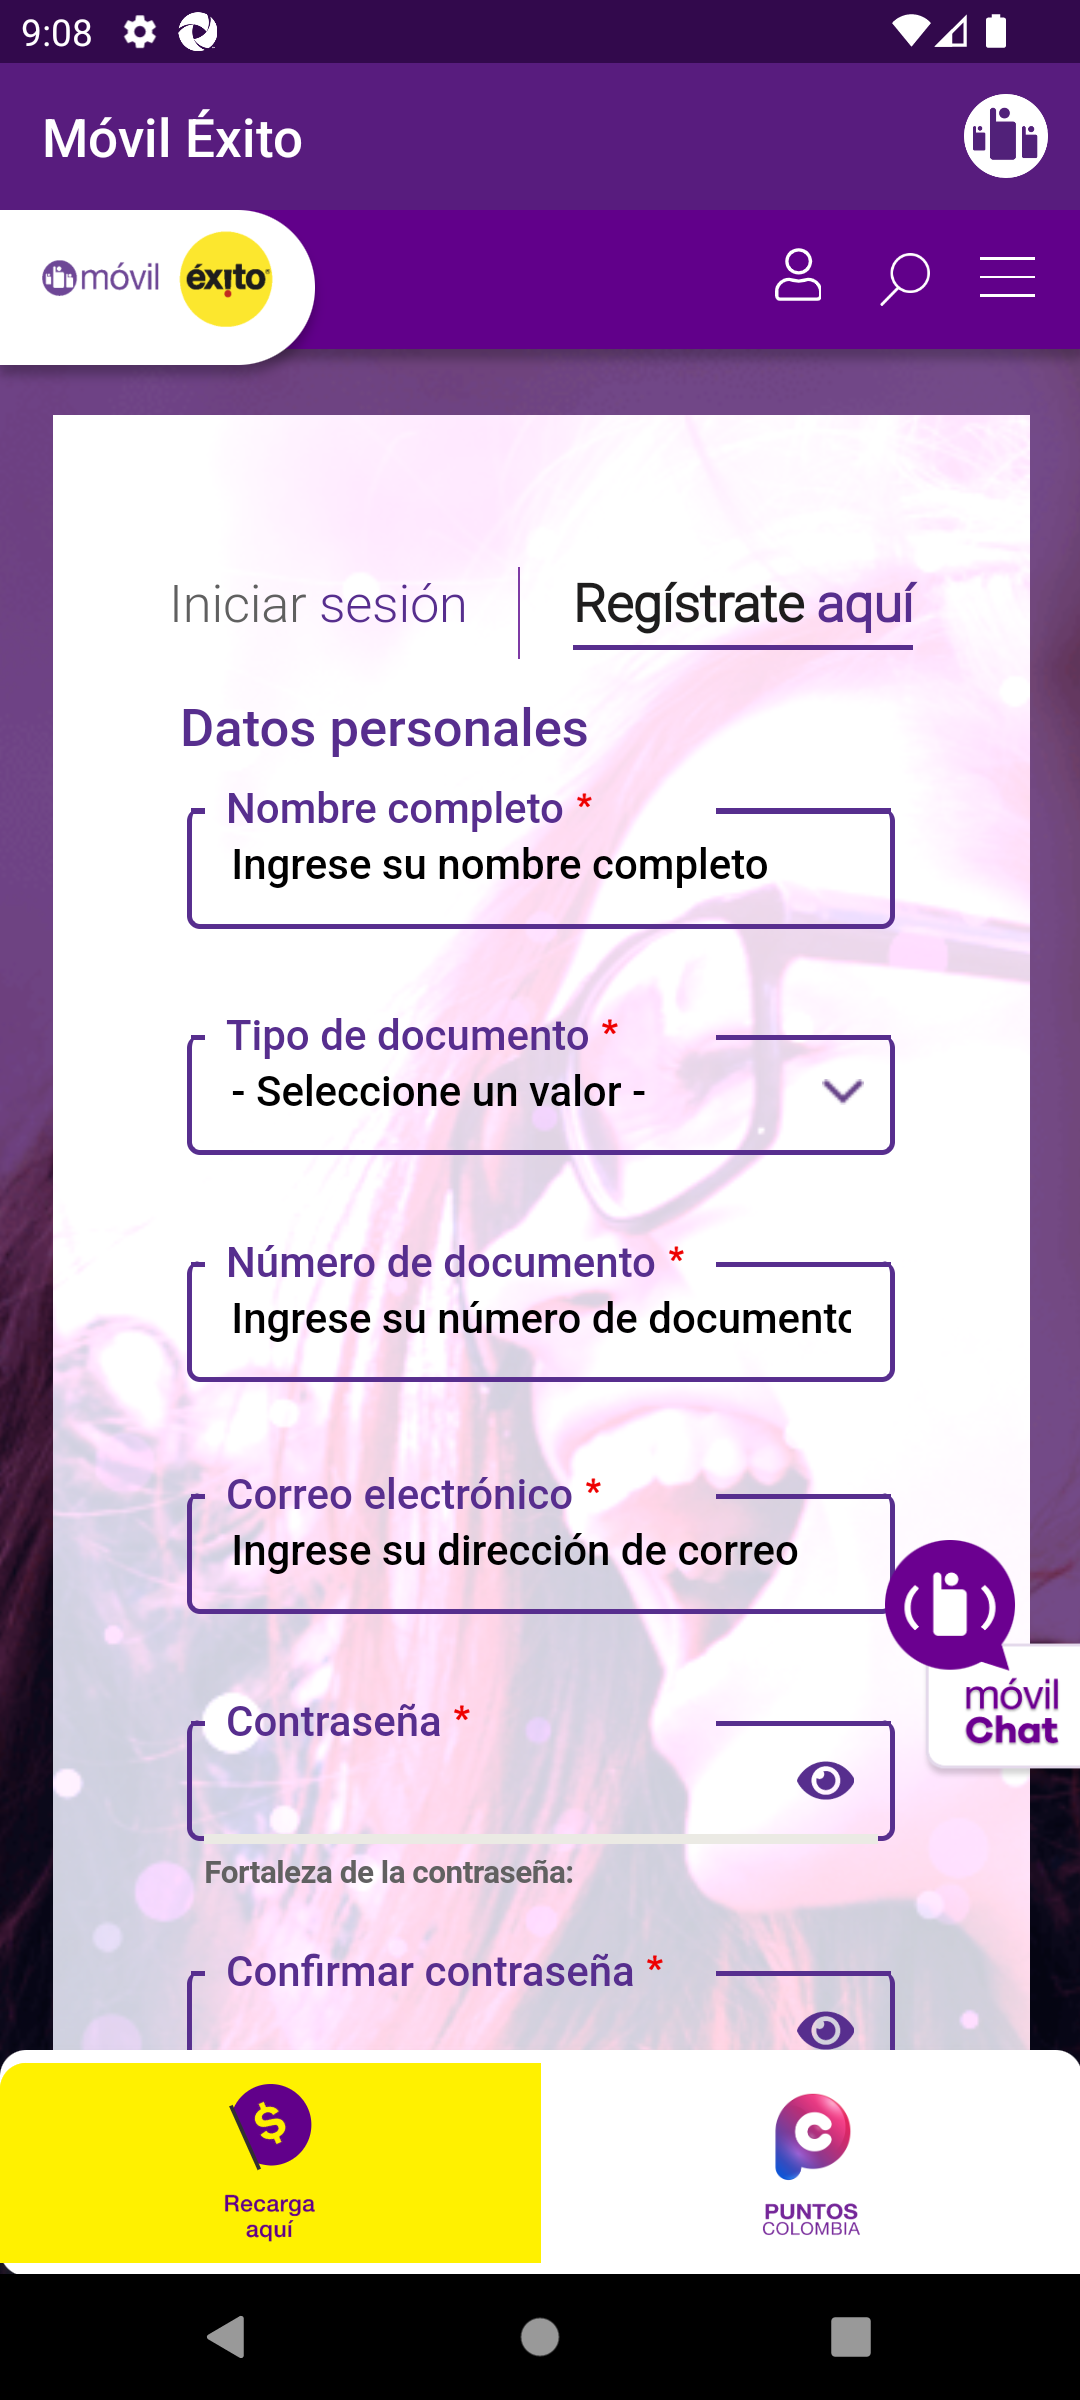 9:08
Móvil Éxito
móvil éxito
Iniciar sesión
Regístrate aquí
Datos personales
Nombre completo *
Ingrese su nombre completo
Tipo de documento *
- Seleccione un valor -
Número de documento *
Ingrese su número de documento
Correo electrónico *
Ingrese su dirección de correo
móvil
Chat
Contraseña *
Fortaleza de la contraseña:
Confirmar contraseña *
$
Recarga
aquí
PUNTOS
COLOMBIA